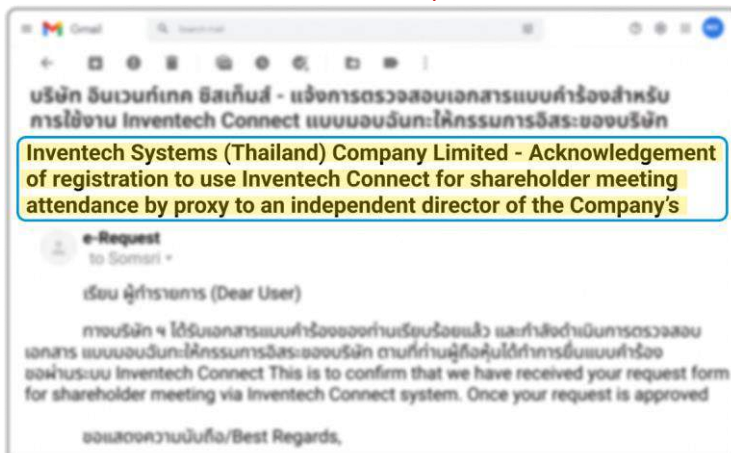 Gmail
Search mail
บริษัท อินเวนท์เทค ซิสเท็มส์ - แจ้งการตรวจสอบเอกสารแบบคำร้องสำหรับ
การใช้งาน Inventech Connect แบบมอบฉันทะให้กรรมการอิสระของบริษัท
Inventech Systems (Thailand) Company Limited - Acknowledgement
of registration to use Inventech Connect for shareholder meeting
attendance by proxy to an independent director of the Company's
e-Request
to Somsri
เรียน ผู้ทำรายการ (Dear User)
ทางบริษัท ฯ ได้รับเอกสารแบบคำร้องของท่านเรียบร้อยแล้ว และกำลังดำเนินการตรวจสอบ
เอกสาร แบบมอบฉันทะให้กรรมการอิสระของบริษัท ตามที่ท่านผู้ถือหุ้นได้ทำการยื่นแบบคำร้อง
ขอผ่านระบบ Inventech Connect This is to confirm that we have received your request form
for shareholder meeting via Inventech Connect system. Once your request is approved
ขอแสดงความนับถือ/Best Regards,